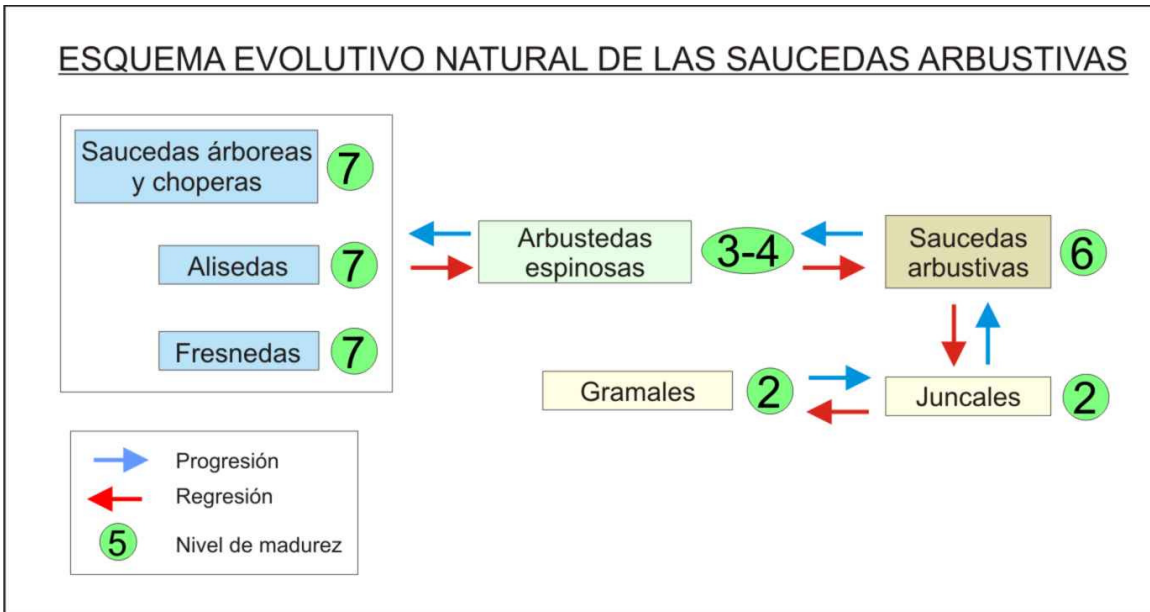 ESQUEMA EVOLUTIVO NATURAL DE LAS SAUCEDAS ARBUSTIVAS
Saucedas árboreas
y choperas
7
Alisedas
7
Fresnedas
7
Arbustedas
espinosas
3-4
Saucedas
arbustivas
6
Gramales
2
Juncales
2
Progresión
Regresión
5
Nivel de madurez